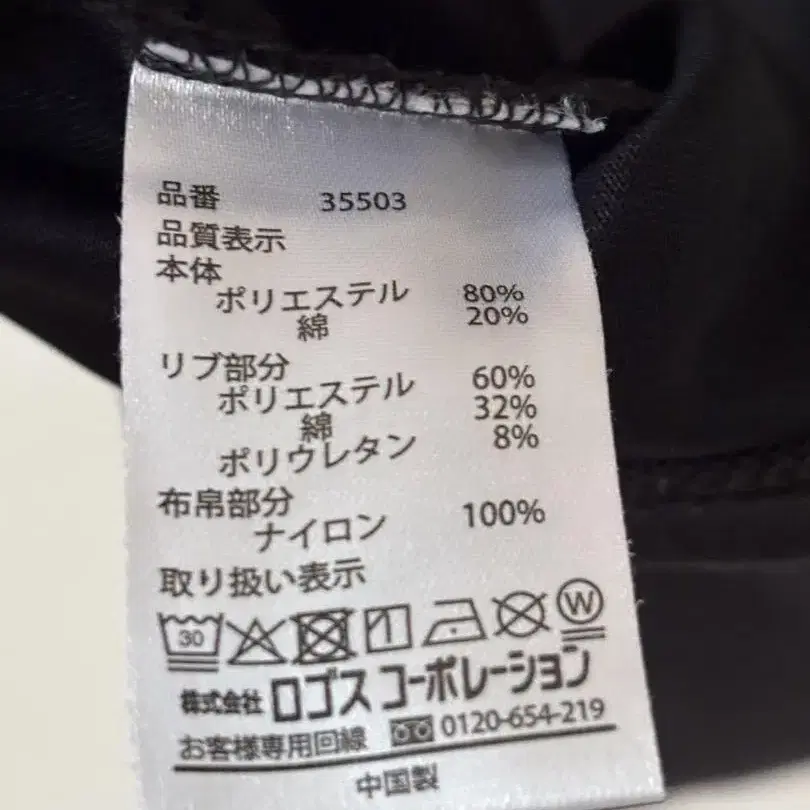 品番 35503
品質表示
本体
ポリエステル 80%
綿 20%
リブ部分
ポリエステル 60%
綿 32%
ポリウレタン 8%
布帛部分
ナイロン 100%
取り扱い表示
30 W
株式会社 ロゴス コーポレーション
お客様専用回線 0120-654-219
中国製